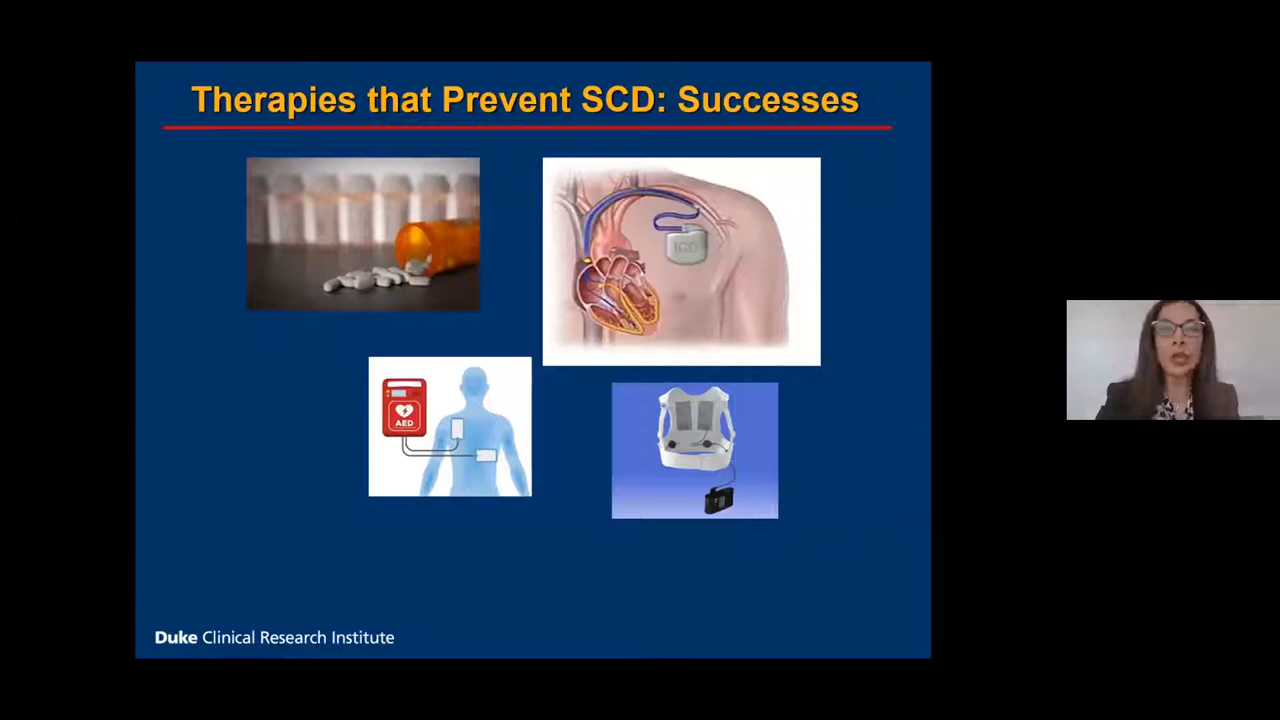 Therapies that Prevent SCD: Successes
ICD
AED
Duke Clinical Research Institute